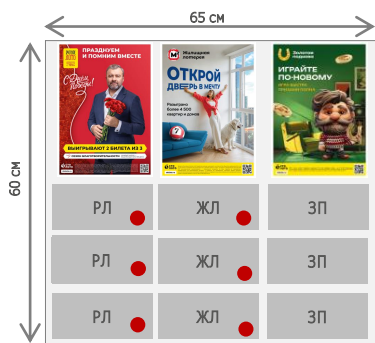 65 см
60 см
ПРАЗДНУЕМ
И ПОМНИМ ВМЕСТЕ
С Днём
Победы!
ВЫИГРЫВАЮТ 2 БИЛЕТА ИЗ 3
Жилищная
лотерея
ОТКРОЙ
ДВЕРЬ В МЕЧТУ
Разыграно
более 4 500
квартир и домов
Золотая
подкова
ИГРАЙТЕ
ПО-НОВОМУ
РЛ
ЖЛ
ЗП
РЛ
ЖЛ
ЗП
РЛ
ЖЛ
ЗП